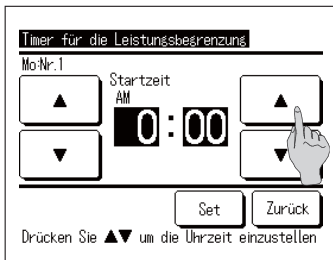 Timer für die Leistungsbegrenzung
Mo:Nr.1
Startzeit
AM
0:00
Set Zurück
Drücken Sie ▲▼ um die Uhrzeit einzustellen